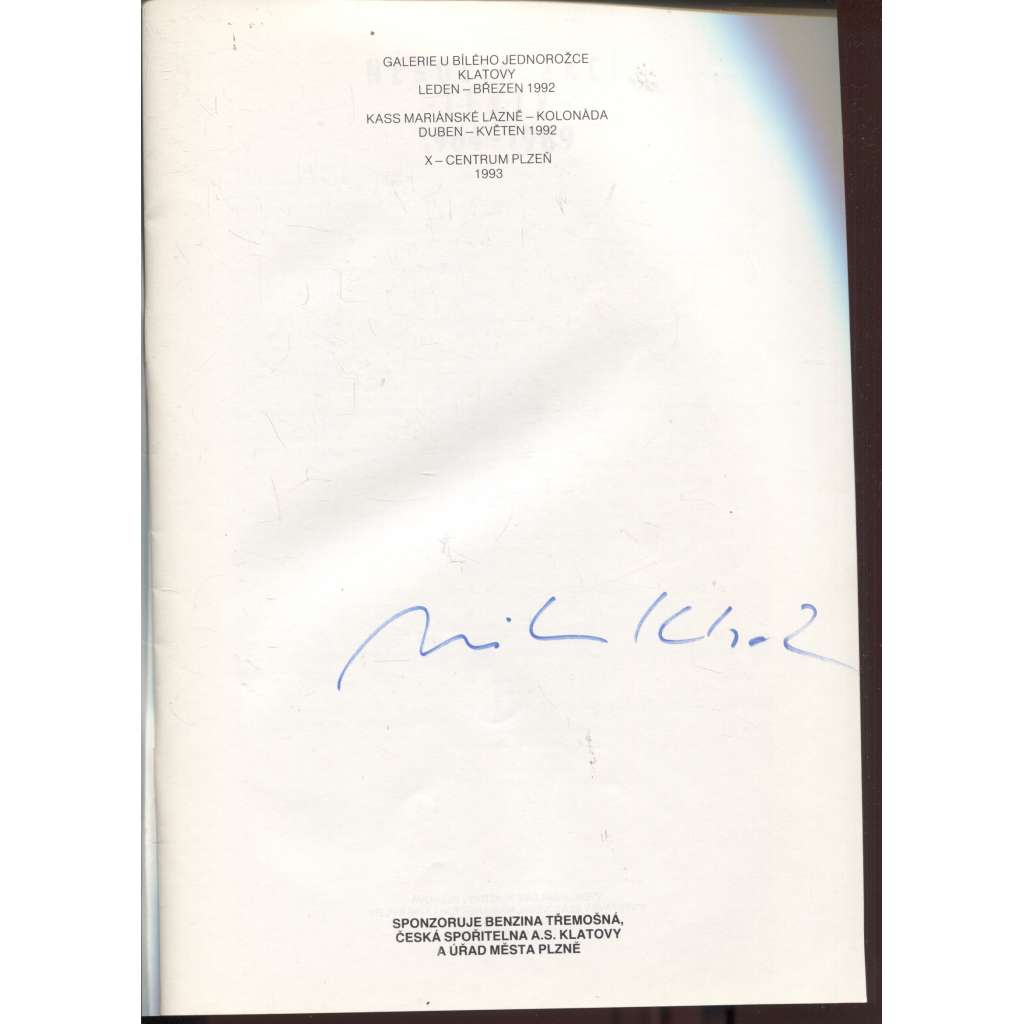 GALERIE U BÍLÉHO JEDNOROŽCE
KLATOVY
LEDEN – BŘEZEN 1992
KASS MARIÁNSKÉ LÁZNĚ – KOLONÁDA
DUBEN – KVĚTEN 1992
X – CENTRUM PLZEŇ
1993
SPONZORUJE BENZINA TŘEMOŠNÁ,
ČESKÁ SPOŘITELNA A.S. KLATOVY
A ÚŘAD MĚSTA PLZNĚ